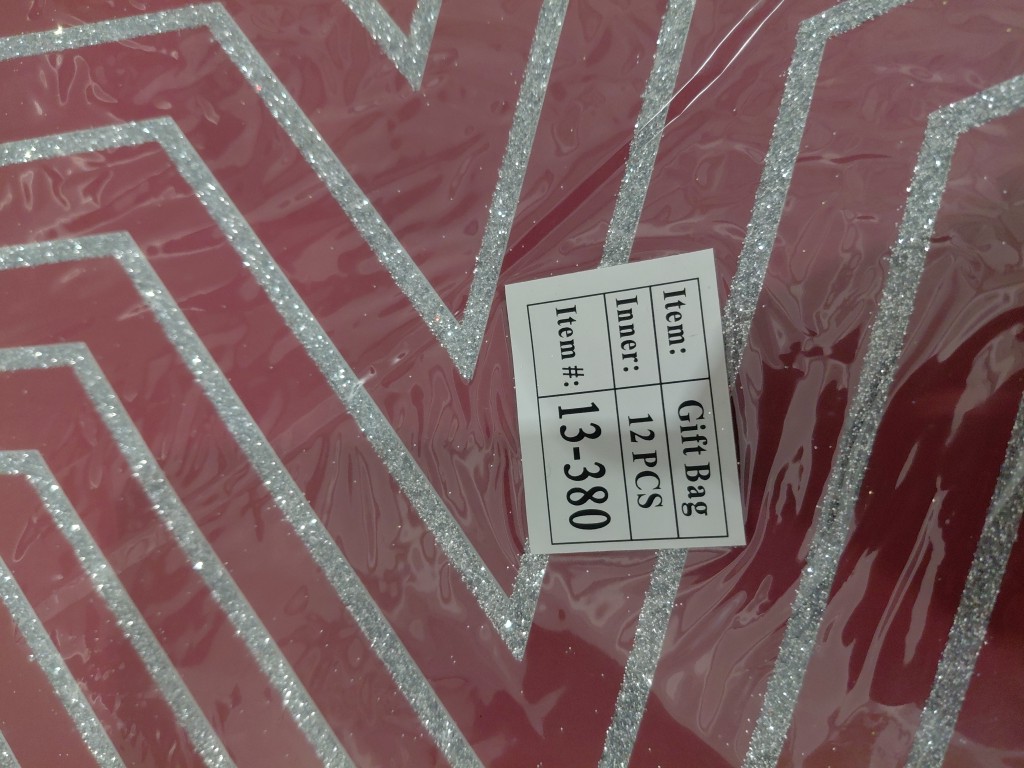 Item: Gift Bag
Inner: 12 PCS
Item #: 13-380